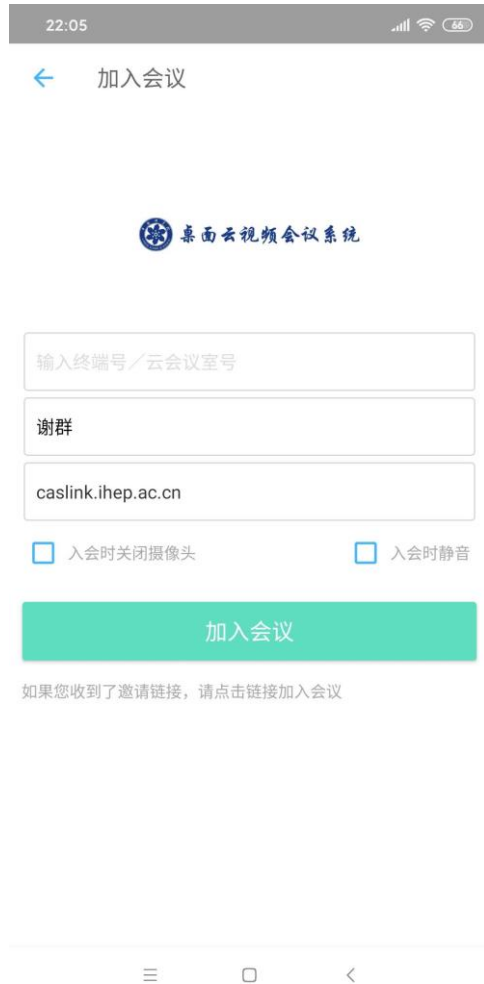 22:05
66
加入会议
桌面云视频会议系统
输入终端号／云会议室号
谢群
caslink.ihep.ac.cn
入会时关闭摄像头
入会时静音
加入会议
如果您收到了邀请链接，请点击链接加入会议